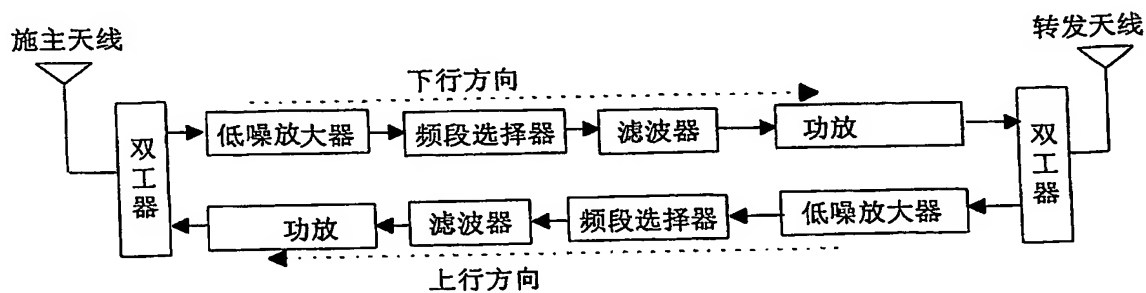 施主天线
转发天线
下行方向
双工器
低噪放大器
频段选择器
滤波器
功放
双工器
功放
滤波器
频段选择器
低噪放大器
上行方向